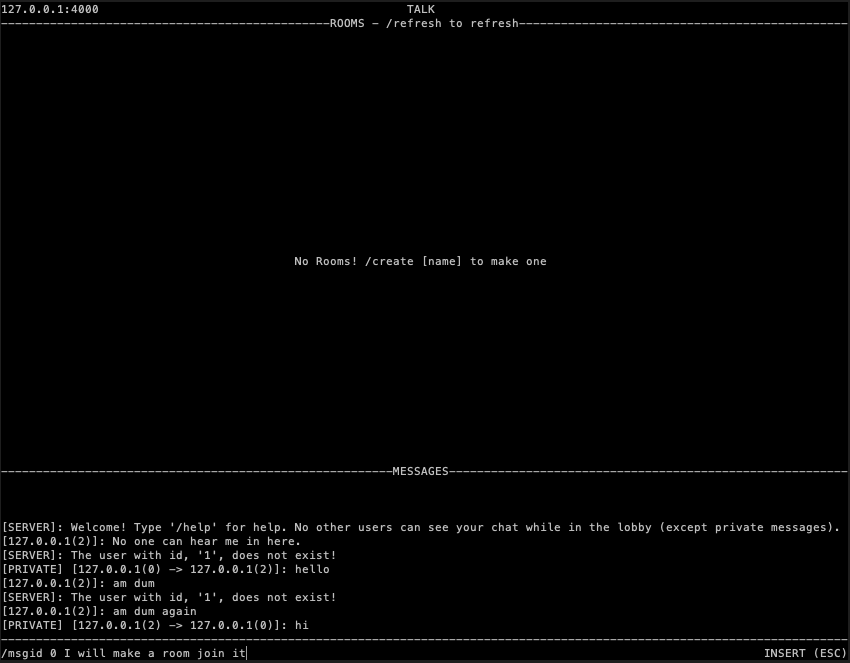 127.0.0.1:4000 TALK
ROOMS - /refresh to refresh
No Rooms! /create [name] to make one
MESSAGES
[SERVER]: Welcome! Type '/help' for help. No other users can see your chat while in the lobby (except private messages).
[127.0.0.1(2)]: No one can hear me in here.
[SERVER]: The user with id, '1', does not exist!
[PRIVATE] [127.0.0.1(0) -> 127.0.0.1(2)]: hello
[127.0.0.1(2)]: am dum
[SERVER]: The user with id, '1', does not exist!
[127.0.0.1(2)]: am dum again
[PRIVATE] [127.0.0.1(2) -> 127.0.0.1(0)]: hi
/msgid 0 I will make a room join it INSERT (ESC)